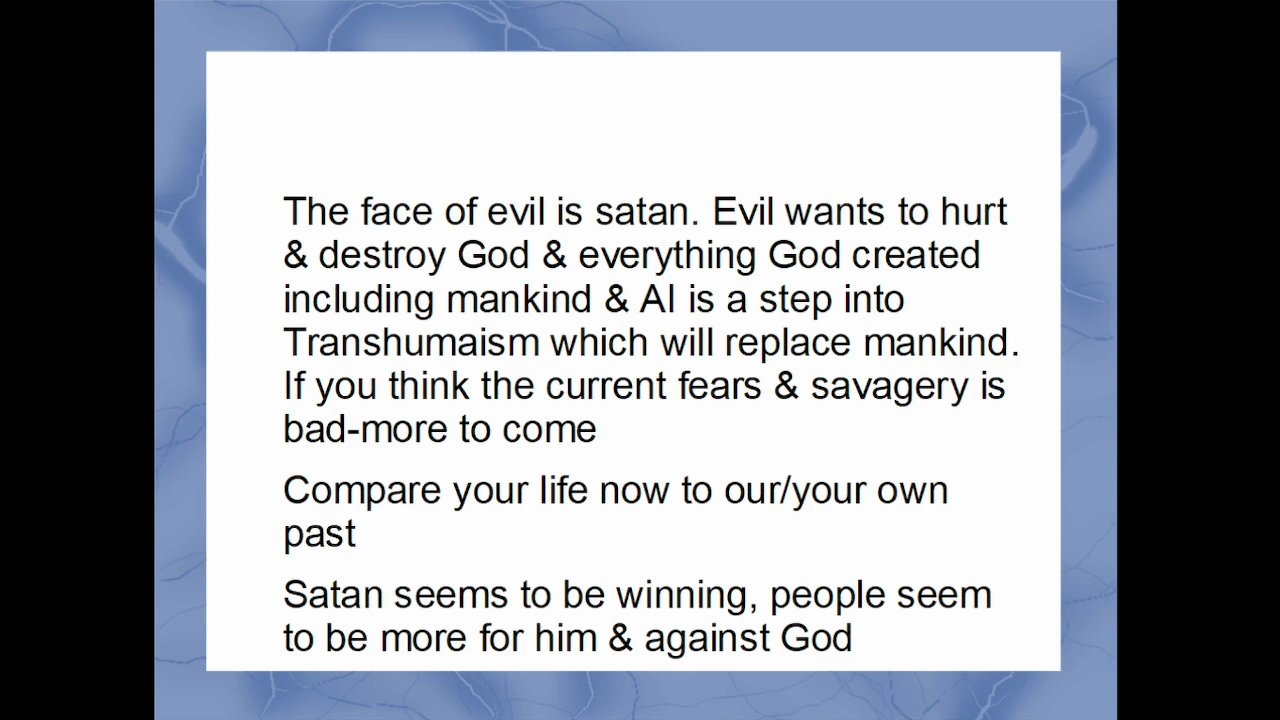 The face of evil is satan. Evil wants to hurt
& destroy God & everything God created
including mankind & AI is a step into
Transhumaism which will replace mankind.
If you think the current fears & savagery is
bad-more to come
Compare your life now to our/your own
past
Satan seems to be winning, people seem
to be more for him & against God